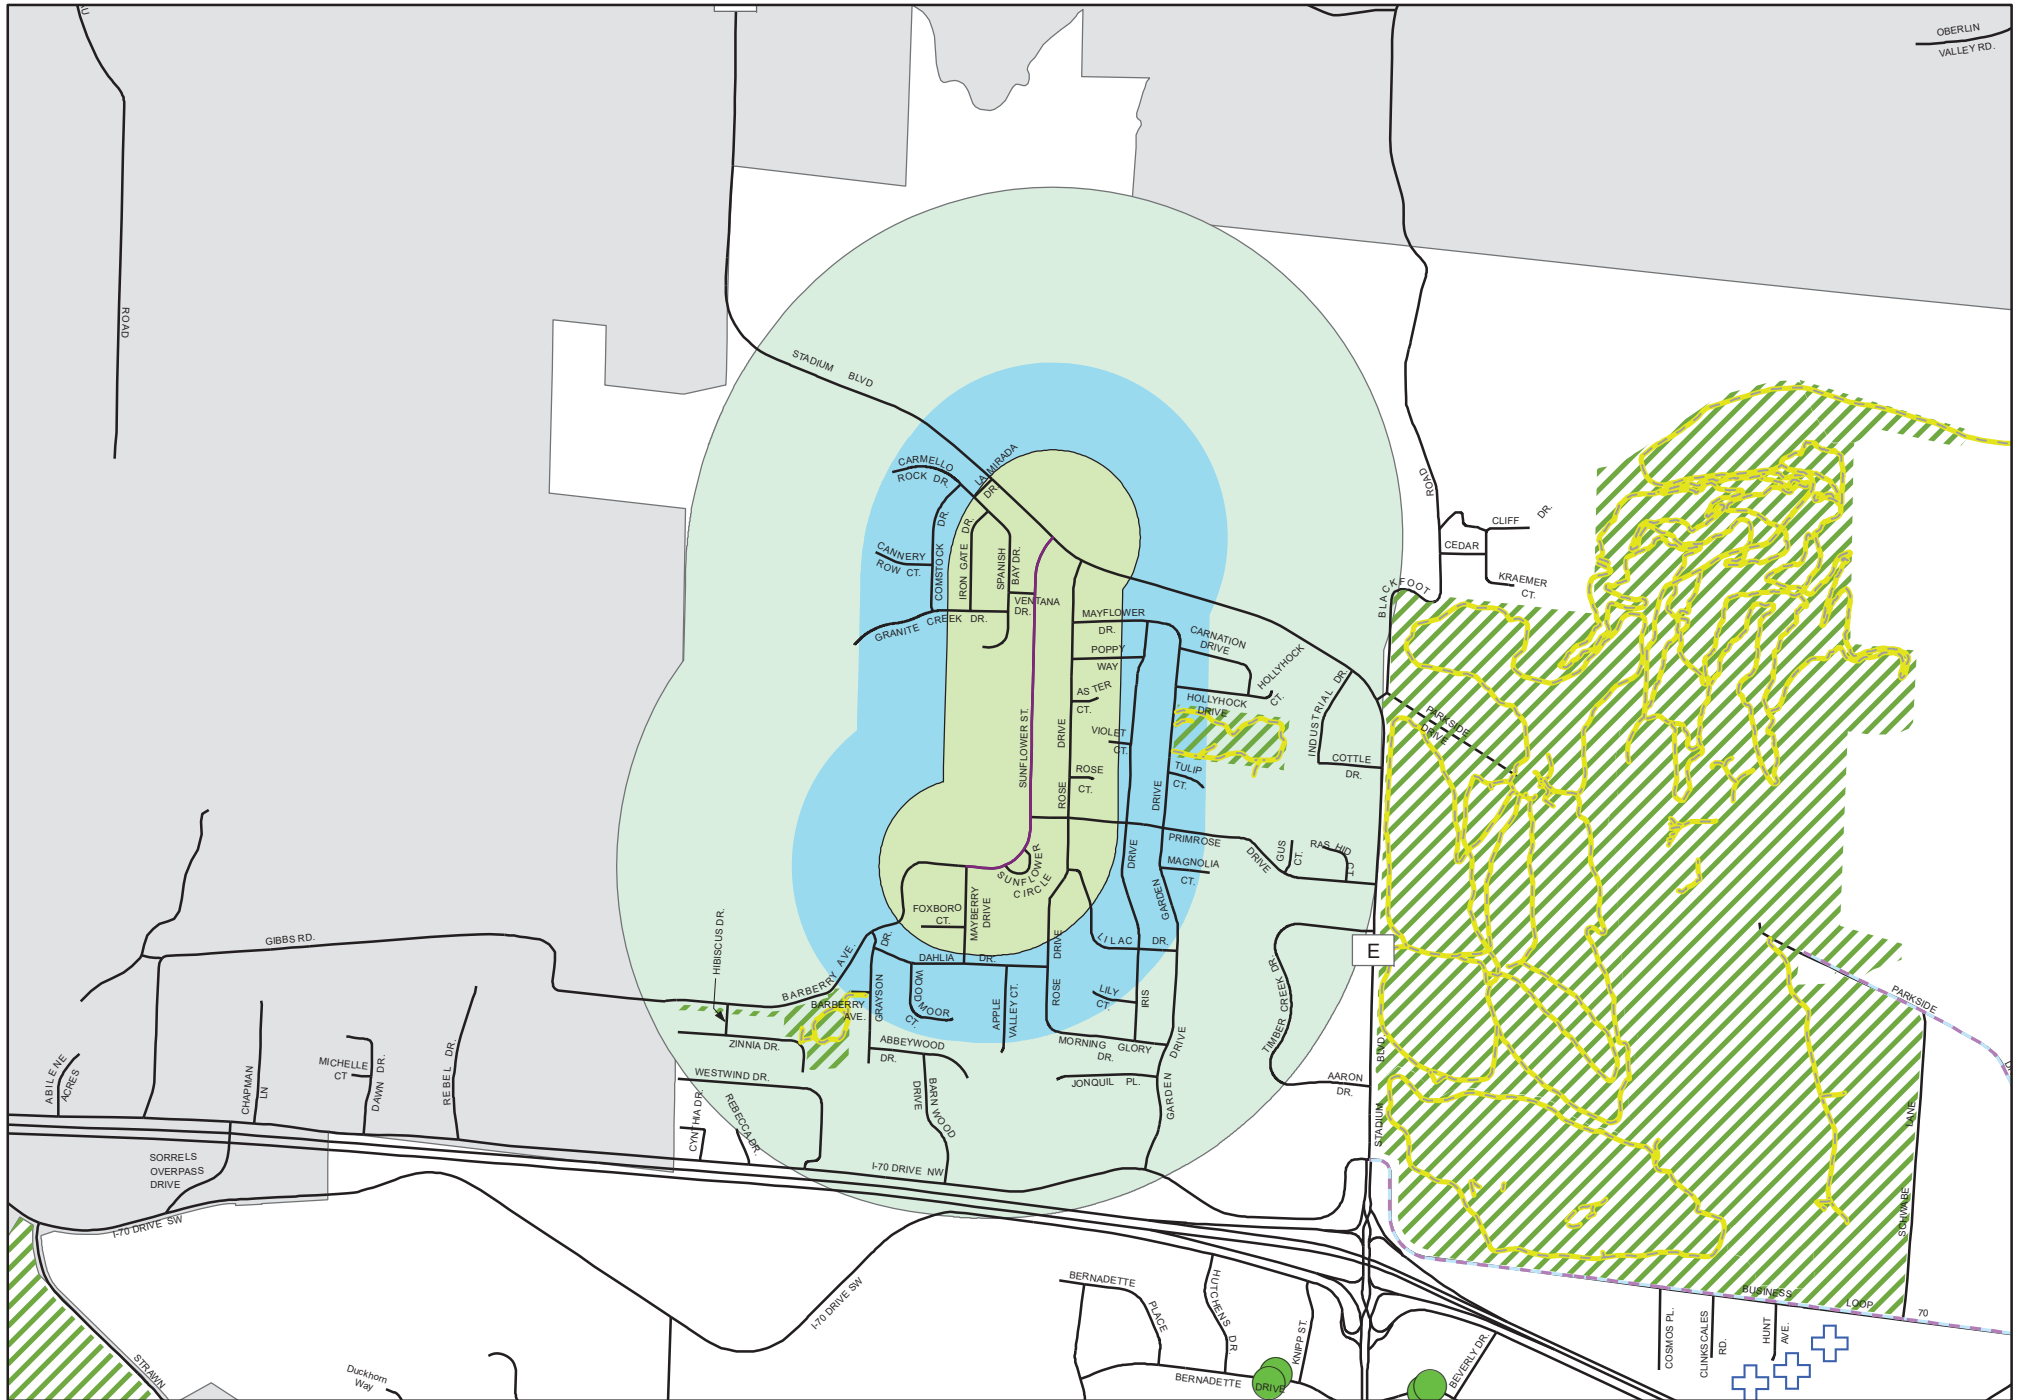 OBERLIN
VALLEY RD.
ROAD
STADIUM BLVD
CARMELLO
ROCK DR.
LA MIRADA
DR.
ROAD
CLIFF DR.
CEDAR
KRAEMER
CT.
BLACKFOOT
CANNERY
ROW CT.
COMSTOCK DR.
IRON GATE DR.
SPANISH
BAY DR.
VENTANA
DR.
GRANITE CREEK DR.
MAYFLOWER
DR.
POPPY
WAY
ASTER
CT.
CARNATION
DRIVE
HOLLYHOCK
CT.
HOLLYHOCK
DRIVE
INDUSTRIAL DR.
PARKSIDE
DRIVE
SUNFLOWER ST.
ROSE DRIVE
VIOLET
CT.
ROSE
CT.
TULIP
CT.
COTTLE
DR.
DRIVE
PRIMROSE
DRIVE
GUS
CT.
RASHID
CT.
MAGNOLIA
CT.
DRIVE
GARDEN
SUNFLOWER
CIRCLE
FOXBORO
CT.
MAYBERRY
DRIVE
LILAC DR.
HIBISCUS DR.
GIBBS RD.
BARBERRY AVE.
DR.
DAHLIA DR.
DRIVE
ROSE
E
TIMBER CREEK DR.
BARBERRY
AVE.
GRAYSON
WOOD
MOOR
CT.
APPLE
VALLEY CT.
LILY
CT.
IRIS
PARKSIDE
ZINNIA DR.
ABBEYWOOD
DR.
MORNING GLORY
DR.
DRIVE
STADIUM BLVD.
ABILENE
ACRES
MICHELLE
CT
DAWN DR.
REBEL DR.
CHAPMAN
LN
WESTWIND DR.
CYNTHIA DR.
REBECCA DR.
BARNWOOD
DRIVE
JONQUIL PL.
GARDEN
AARON
DR.
SCHWABE LANE
SORRELS
OVERPASS
DRIVE
I-70 DRIVE NW
I-70 DRIVE SW
I-70 DRIVE SW
BERNADETTE
PLACE
HUTCHENS DR.
KNIPP ST.
BERNADETTE
DRIVE
BEVERLY DR.
BUSINESS LOOP 70
COSMOS PL.
CLINKSCALES
RD.
HUNT
AVE.
STRAWN
Duckhorn
Way